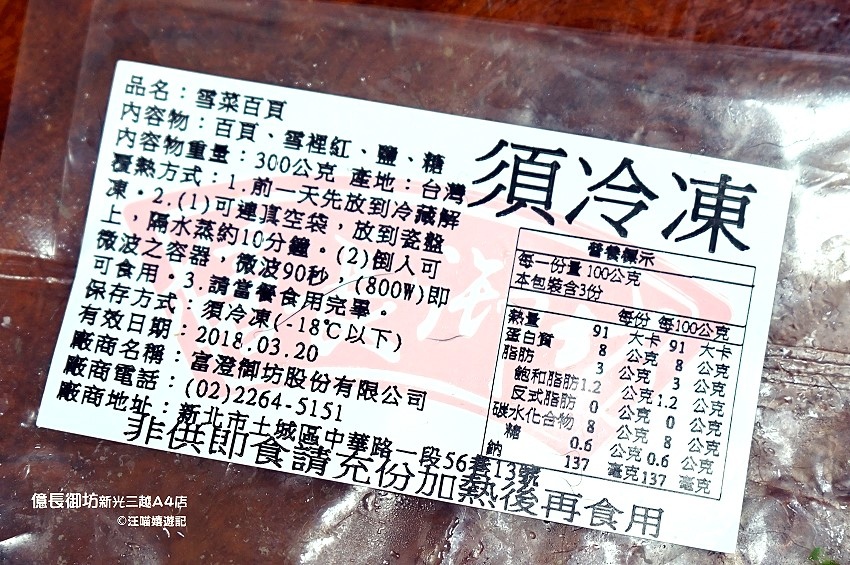 品名：雪菜百頁
內容物：百頁、雪裡紅、鹽、糖
內容物重量：300公克 產地：台灣
覆熱方式：1.前一天先放到冷藏解
凍。2.(1)可連真空袋，放到瓷盤
上，隔水蒸約10分鐘。(2)倒入可
微波之容器，微波90秒，(800W)即
可食用。3.請當餐食用完畢。
保存方式：須冷凍(-18℃以下)
有效日期：2018.03.20
廠商名稱：富澄御坊股份有限公司
廠商電話：(02)2264-5151
廠商地址：新北市土城區中華路一段56巷13號
非供即食請充份加熱後再食用
須冷凍
營養標示
每一份量 100公克
本包裝含3份
每份 每100公克
熱量 91 大卡 91 大卡
蛋白質 8 公克 8 公克
脂肪 3 公克 3 公克
飽和脂肪 1.2 公克 1.2 公克
反式脂肪 0 公克 0 公克
碳水化合物 8 公克 8 公克
糖 0.6 公克 0.6 公克
鈉 137 毫克 137 毫克
億長御坊新光三越A4店
©汪喵嬉遊記